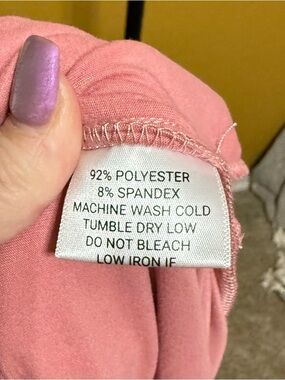 92% POLYESTER
8% SPANDEX
MACHINE WASH COLD
TUMBLE DRY LOW
DO NOT BLEACH
LOW IRON IF